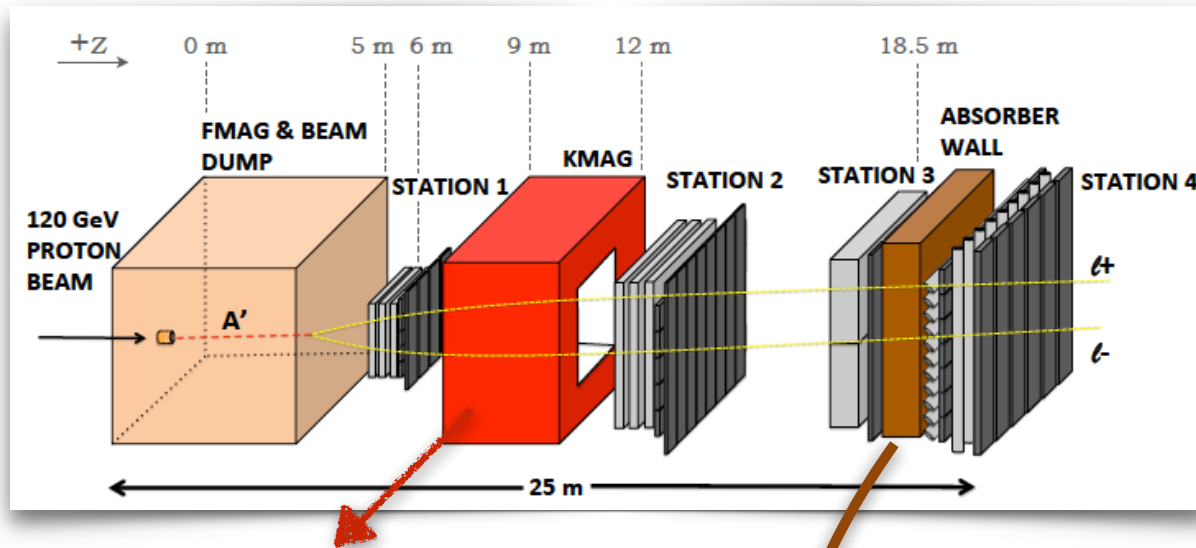 +z 0 m 5 m 6 m 9 m 12 m 18.5 m
FMAG & BEAM
DUMP
STATION 1
KMAG
STATION 2
STATION 3
ABSORBER
WALL
STATION 4
120 GeV
PROTON
BEAM
A'
ℓ+
ℓ-
25 m